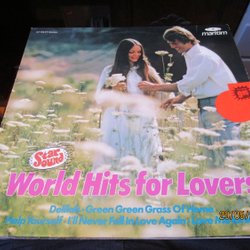 marifon
Star
Sound
World Hits for Lovers
Delilah - Green Green Grass Of Home
Help Yourself - I'll Never Fall In Love Again